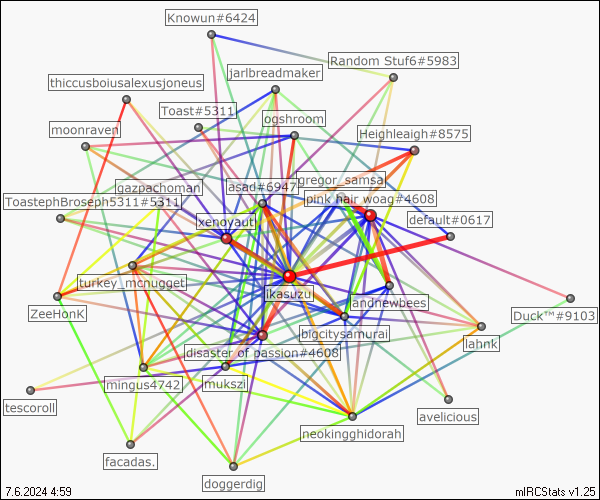 Knowun#6424
Random Stuf6#5983
jarlbreadmaker
thiccusboiusalexusjoneus
Toast#5311
ogshroom
moonraven
Heighleaigh#8575
gregor_samsa
gazpachoman
asad#6947
pink hair woag#4608
ToastephBroseph5311#5311
xenoyaut
default#0617
turkey_mcnugget
ikasuzu
andnewbees
ZeeHonK
Duck™#9103
bigcitysamurai
lahnk
disaster of passion#4608
mingus4742
mukszi
tescoroll
avelicious
neokingghidorah
facadas.
doggerdig
7.6.2024 4:59
mIRCStats v1.25